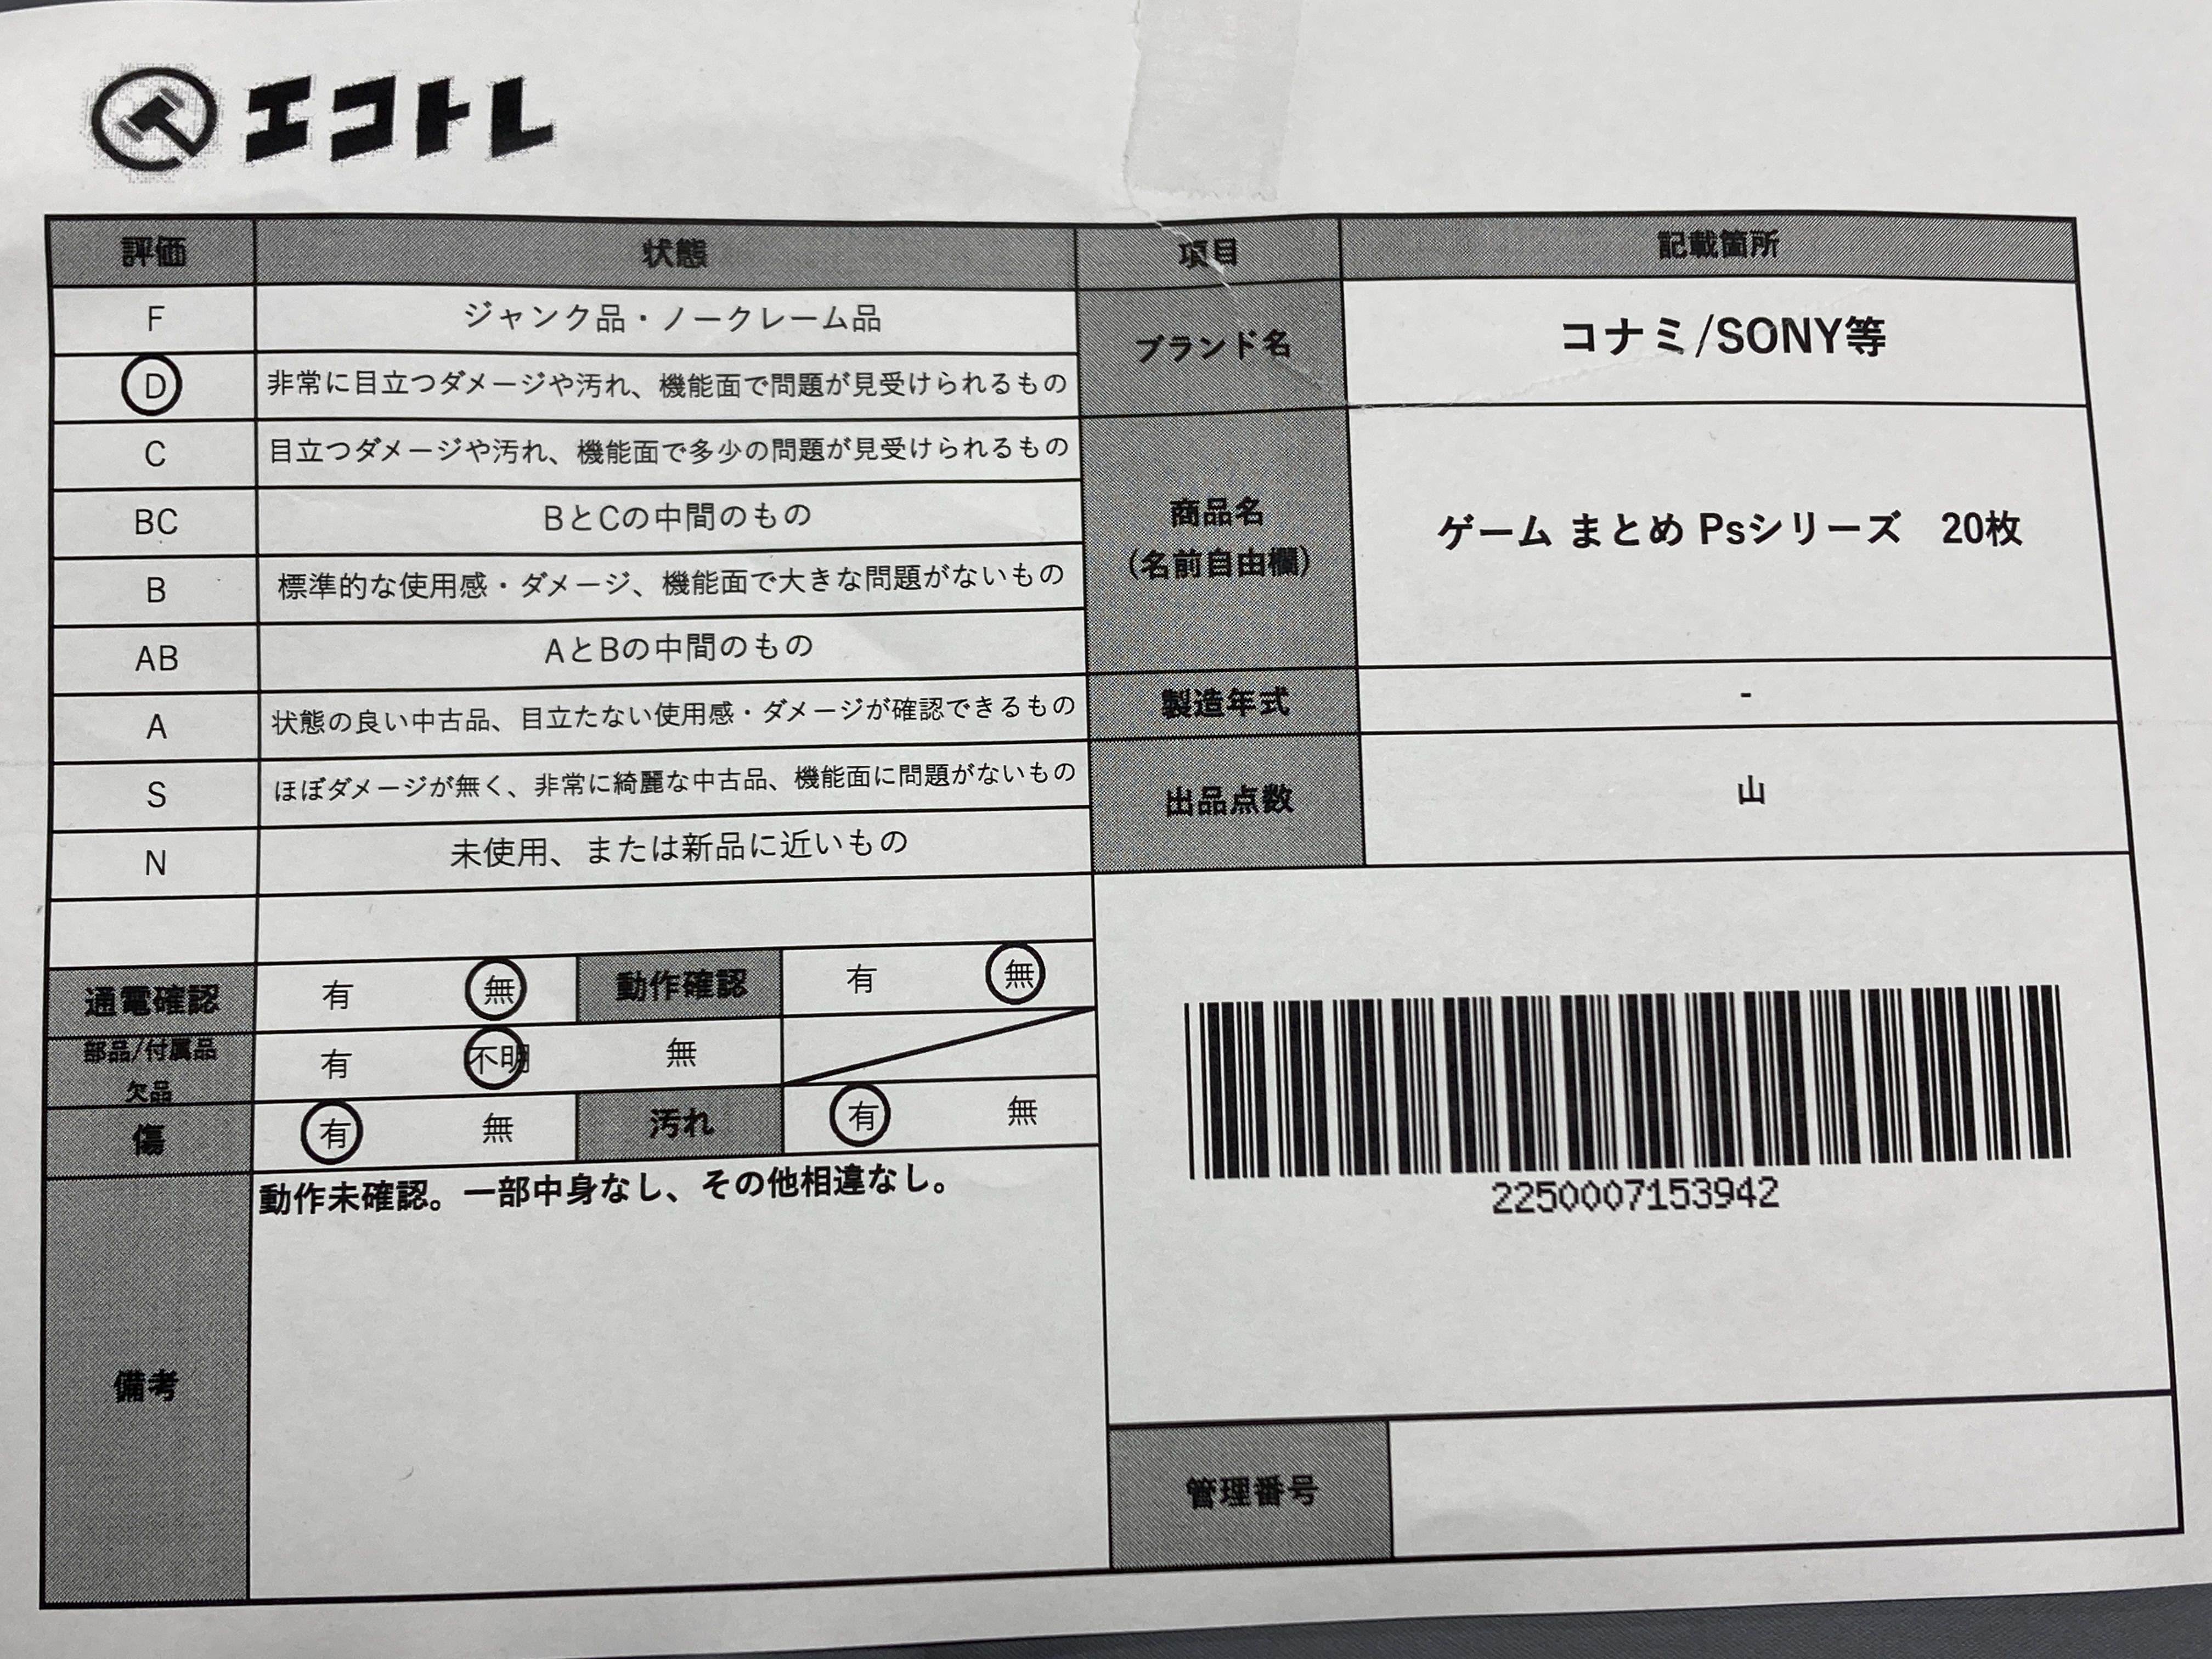 エコトレ
評価 状態 項目 記載箇所
F ジャンク品・ノークレーム品
D 非常に目立つダメージや汚れ、機能面で問題が見受けられるもの
ブランド名 コナミ/SONY等
C 目立つダメージや汚れ、機能面で多少の問題が見受けられるもの
BC BとCの中間のもの
商品名
(名前自由欄)
ゲーム まとめ Psシリーズ　20枚
B 標準的な使用感・ダメージ、機能面で大きな問題がないもの
AB AとBの中間のもの
A 状態の良い中古品、目立たない使用感・ダメージが確認できるもの
製造年式 -
S ほぼダメージが無く、非常に綺麗な中古品、機能面に問題がないもの
出品点数 山
N 未使用、または新品に近いもの
通電確認 有 無 動作確認 有 無
部品/付属品
欠品
有 不明 無
傷 有 無 汚れ 有 無
備考
動作未確認。一部中身なし、その他相違なし。
2250007153942
管理番号